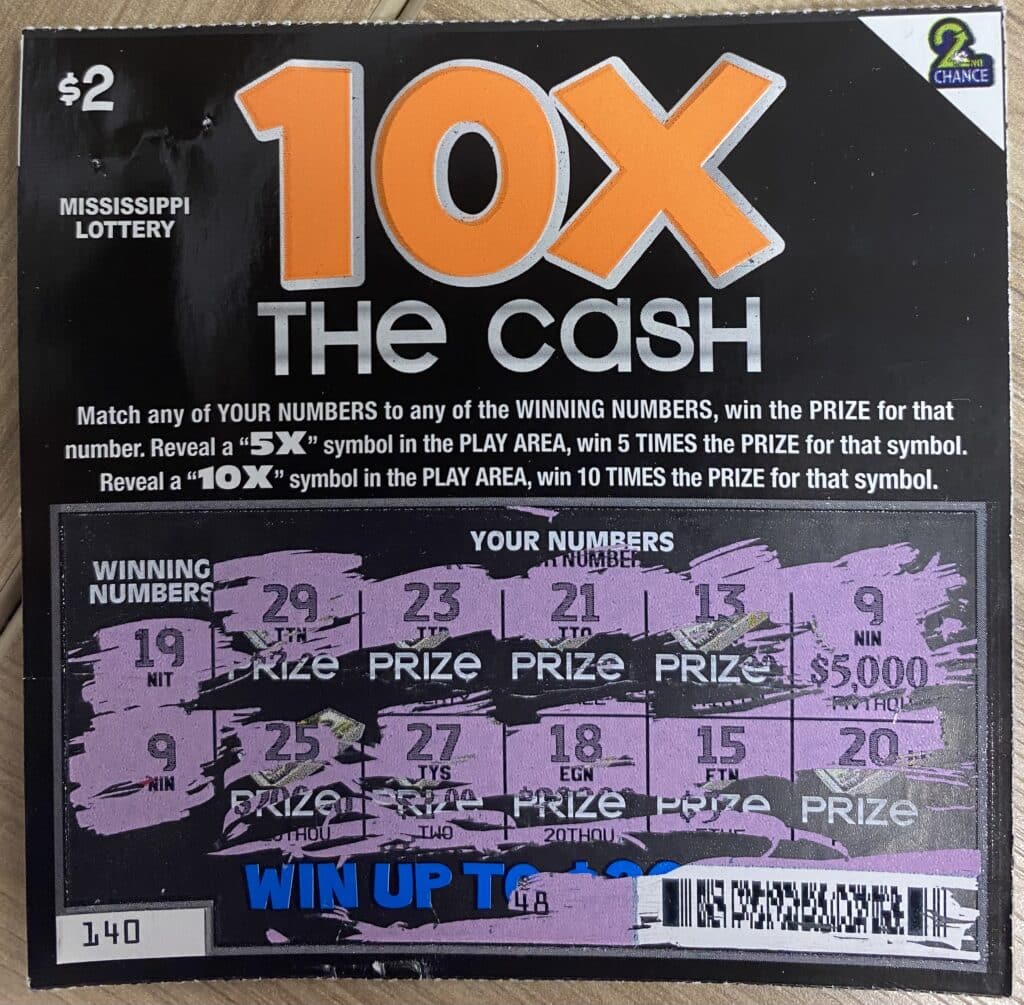 $2
10X
2ND
CHANCE
MISSISSIPPI
LOTTERY
THE CASH
Match any of YOUR NUMBERS to any of the WINNING NUMBERS, win the PRIZE for that
number. Reveal a “5X” symbol in the PLAY AREA, win 5 TIMES the PRIZE for that symbol.
Reveal a “10X” symbol in the PLAY AREA, win 10 TIMES the PRIZE for that symbol.
YOUR NUMBERS
WINNING
NUMBERS
29 23 21 13 9
19
NIN
NIT
PRIZE PRIZE PRIZE PRIZE $5,000
9 25 27 18 15 20
NIN TYS EGN FTN
PRIZE PRIZE PRIZE PRIZE PRIZE
TWO 20THOU
WIN UP TO
48
140